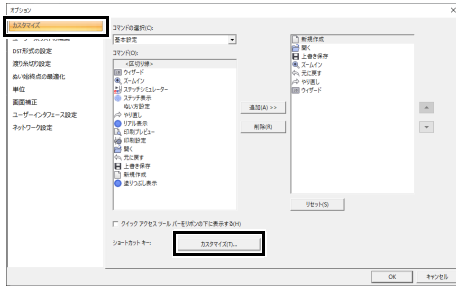 オプション
カスタマイズ
DST形式の設定
渡り糸切の設定
ぬい始終点の最適化
単位
画面補正
ユーザーインタフェース設定
ネットワーク設定
コマンドの選択(C):
基本設定
コマンド(O):
<区切り線>
ウィザード
ズームイン
ステッチシミュレーター
ステッチ表示
ぬい方設定
やり直し
リアル表示
印刷プレビュー
印刷設定
開く
元に戻す
上書き保存
新規作成
塗りつぶし表示
追加(A) >>
削除(R)
新規作成
開く
上書き保存
ズームイン
元に戻す
やり直し
ウィザード
リセット(S)
クイック アクセス ツール バーをリボンの下に表示する(H)
ショートカット キー:
カスタマイズ(T)...
OK
キャンセル